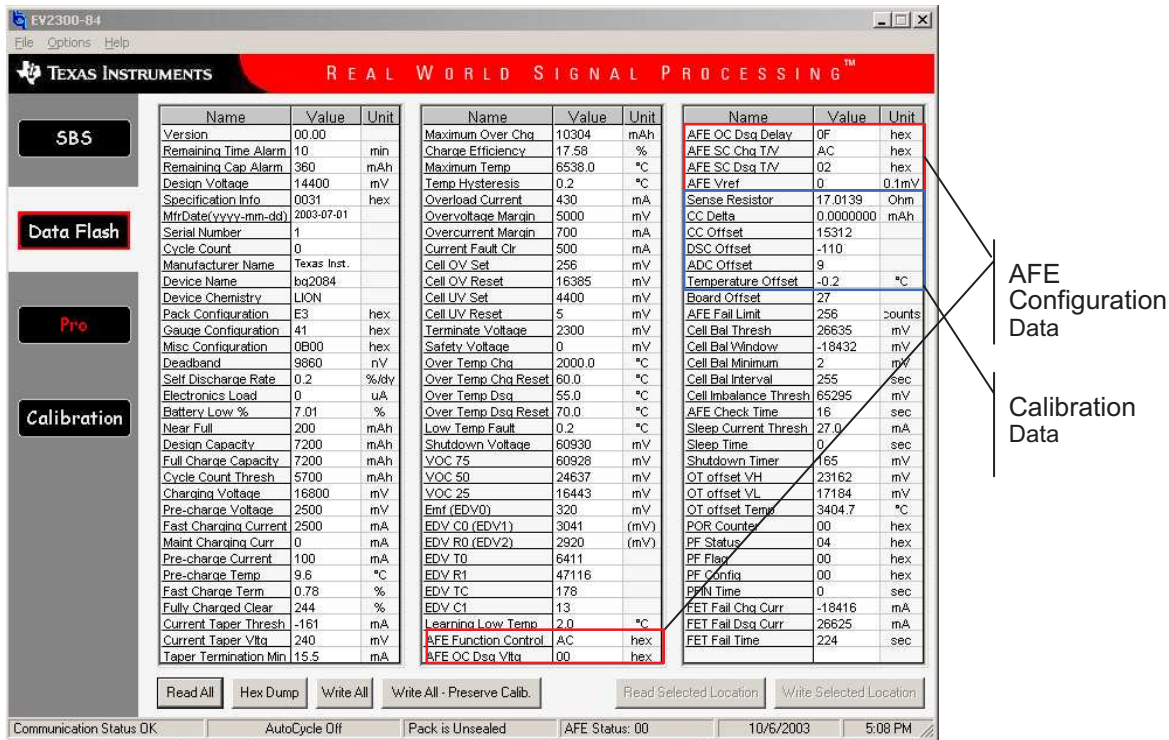 EV2300-84
File Options Help
TEXAS INSTRUMENTS REAL WORLD SIGNAL PROCESSING™
SBS
Data Flash
Pro
Calibration
Name Value Unit
Version 00.00
Remaining Time Alarm 10 min
Remaining Cap Alarm 360 mAh
Design Voltage 14400 mV
Specification Info 0031 hex
MfrDate(yyyy-mm-dd) 2003-07-01
Serial Number 1
Cycle Count 0
Manufacturer Name Texas Inst.
Device Name bq2084
Device Chemistry LION
Pack Configuration E3 hex
Gauge Configuration 41 hex
Misc Configuration 0B00 hex
Deadband 9860 nV
Self Discharge Rate 0.2 %/dy
Electronics Load 0 uA
Battery Low % 7.01 %
Near Full 200 mAh
Design Capacity 7200 mAh
Full Charge Capacity 7200 mAh
Cycle Count Thresh 5700 mAh
Charging Voltage 16800 mV
Pre-charge Voltage 2500 mV
Fast Charging Current 2500 mA
Maint Charging Curr 0 mA
Pre-charge Current 100 mA
Pre-charge Temp 9.6 °C
Fast Charge Term 0.78 %
Fully Charged Clear 244 %
Current Taper Thresh -161 mA
Current Taper Vltg 240 mV
Taper Termination Min 15.5 mA
Name Value Unit
Maximum Over Chg 10304 mAh
Charge Efficiency 17.58 %
Maximum Temp 6538.0 °C
Temp Hysteresis 0.2 °C
Overload Current 430 mA
Overvoltage Margin 5000 mV
Overcurrent Margin 700 mA
Current Fault Clr 500 mA
Cell OV Set 256 mV
Cell OV Reset 16385 mV
Cell UV Set 4400 mV
Cell UV Reset 5 mV
Terminate Voltage 2300 mV
Safety Voltage 0 mV
Over Temp Chg 2000.0 °C
Over Temp Chg Reset 60.0 °C
Over Temp Dsg 55.0 °C
Over Temp Dsg Reset 70.0 °C
Low Temp Fault 0.2 °C
Shutdown Voltage 60930 mV
VOC 75 60928 mV
VOC 50 24637 mV
VOC 25 16443 mV
Emf (EDV0) 320 mV
EDV C0 (EDV1) 3041 (mV)
EDV R0 (EDV2) 2920 (mV)
EDV T0 6411
EDV R1 47116
EDV TC 178
EDV C1 13
Learning Low Temp 2.0 °C
AFE Function Control AC hex
AFE OC Dsg Vltg 00 hex
Name Value Unit
AFE OC Dsg Delay 0F hex
AFE SC Chg T/V AC hex
AFE SC Dsg T/V 02 hex
AFE Vref 0 0.1mV
Sense Resistor 17.0139 Ohm
CC Delta 0.0000000 mAh
CC Offset 15312
DSC Offset -110
ADC Offset 9
Temperature Offset -0.2 °C
Board Offset 27
AFE Fail Limit 256 counts
Cell Bal Thresh 26635 mV
Cell Bal Window -18432 mV
Cell Bal Minimum 2 mV
Cell Bal Interval 255 sec
Cell Imbalance Thresh 65295 mV
AFE Check Time 16 sec
Sleep Current Thresh 27.0 mA
Sleep Time 0 sec
Shutdown Timer 165 mV
OT offset VH 23162 mV
OT offset VL 17184 mV
OT offset Temp 3404.7 °C
POR Counter 00 hex
PF Status 04 hex
PF Flag 00 hex
PF Config 00 hex
PFIN Time 0 sec
FET Fail Chg Curr -18416 mA
FET Fail Dsg Curr 26625 mA
FET Fail Time 224 sec
AFE
Configuration
Data
Calibration
Data
Read All Hex Dump Write All Write All - Preserve Calib. Read Selected Location Write Selected Location
Communication Status OK AutoCycle Off Pack is Unsealed AFE Status: 00 10/6/2003 5:08 PM